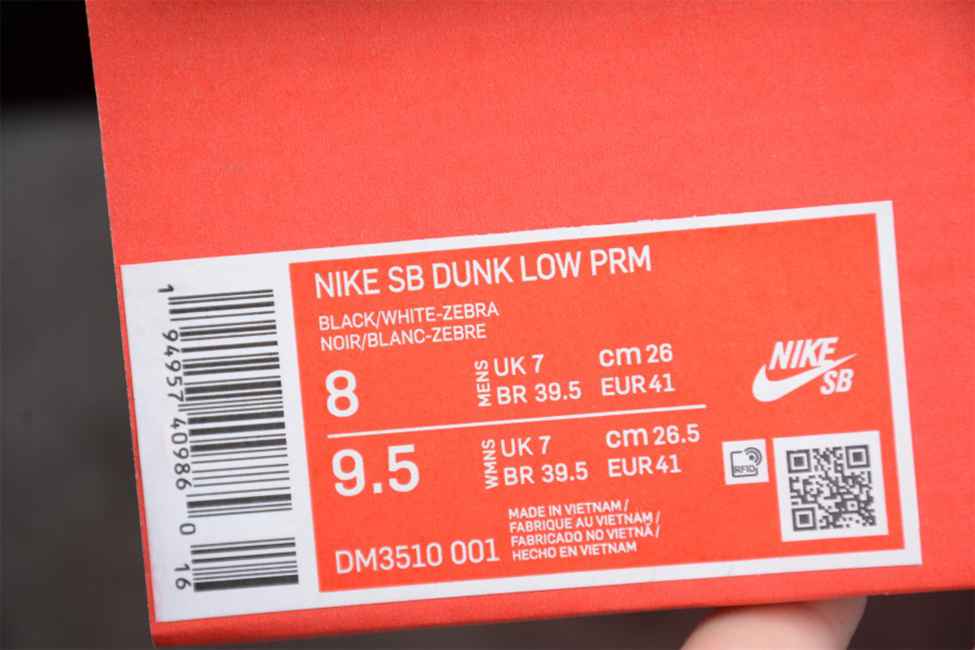 NIKE SB DUNK LOW PRM
BLACK/WHITE-ZEBRA
NOIR/BLANC-ZEBRE
8
MENS
UK 7
cm 26
BR 39.5
EUR 41
9.5
WMNS
UK 7
cm 26.5
BR 39.5
EUR 41
MADE IN VIETNAM /
FABRIQUE AU VIETNAM /
FABRICADO NO VIETNÃ /
HECHO EN VIETNAM
DM3510 001
NIKE
SB
RFID
1 94957 40986 0
16